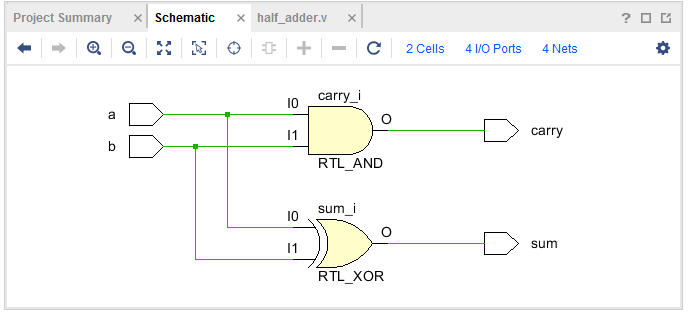 Project Summary × Schematic × half_adder.v × ?
2 Cells 4 I/O Ports 4 Nets
carry_i
a I0 O
b I1 carry
RTL_AND
sum_i
I0 O
I1 sum
RTL_XOR